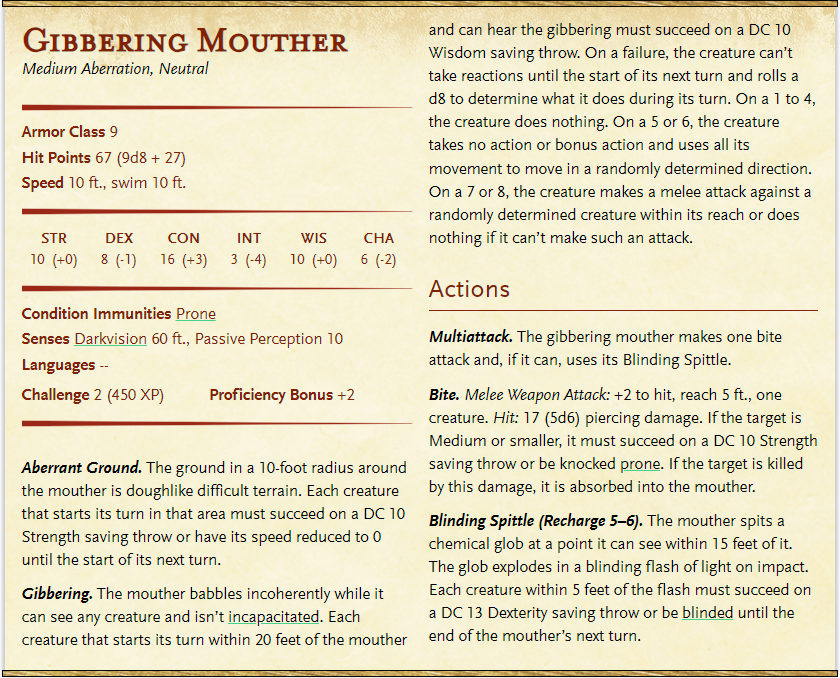 Gibbering Mouther
Medium Aberration, Neutral
Armor Class 9
Hit Points 67 (9d8 + 27)
Speed 10 ft., swim 10 ft.
STR DEX CON INT WIS CHA
10 (+0) 8 (-1) 16 (+3) 3 (-4) 10 (+0) 6 (-2)
Condition Immunities Prone
Senses Darkvision 60 ft., Passive Perception 10
Languages --
Challenge 2 (450 XP) Proficiency Bonus +2
Aberrant Ground. The ground in a 10-foot radius around
the mouther is doughlike difficult terrain. Each creature
that starts its turn in that area must succeed on a DC 10
Strength saving throw or have its speed reduced to 0
until the start of its next turn.
Gibbering. The mouther babbles incoherently while it
can see any creature and isn't incapacitated. Each
creature that starts its turn within 20 feet of the mouther
and can hear the gibbering must succeed on a DC 10
Wisdom saving throw. On a failure, the creature can't
take reactions until the start of its next turn and rolls a
d8 to determine what it does during its turn. On a 1 to 4,
the creature does nothing. On a 5 or 6, the creature
takes no action or bonus action and uses all its
movement to move in a randomly determined direction.
On a 7 or 8, the creature makes a melee attack against a
randomly determined creature within its reach or does
nothing if it can't make such an attack.
Actions
Multiattack. The gibbering mouther makes one bite
attack and, if it can, uses its Blinding Spittle.
Bite. Melee Weapon Attack: +2 to hit, reach 5 ft., one
creature. Hit: 17 (5d6) piercing damage. If the target is
Medium or smaller, it must succeed on a DC 10 Strength
saving throw or be knocked prone. If the target is killed
by this damage, it is absorbed into the mouther.
Blinding Spittle (Recharge 5–6). The mouther spits a
chemical glob at a point it can see within 15 feet of it.
The glob explodes in a blinding flash of light on impact.
Each creature within 5 feet of the flash must succeed on
a DC 13 Dexterity saving throw or be blinded until the
end of the mouther's next turn.